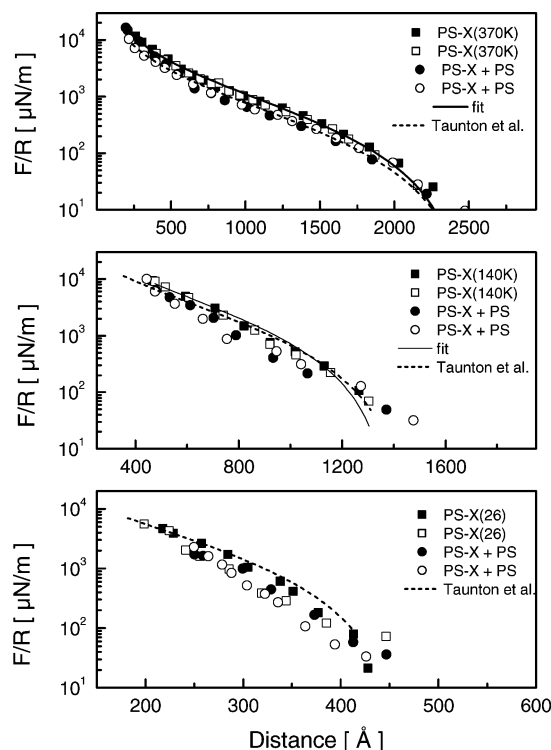 10⁴
10³
10²
10¹
F/R [ μN/m ]
PS-X(370K)
PS-X(370K)
PS-X + PS
PS-X + PS
fit
Taunton et al.
500 1000 1500 2000 2500
10⁴
10³
10²
10¹
F/R [ μN/m ]
PS-X(140K)
PS-X(140K)
PS-X + PS
PS-X + PS
fit
Taunton et al.
400 800 1200 1600
10⁴
10³
10²
10¹
F/R [ μN/m ]
PS-X(26)
PS-X(26)
PS-X + PS
PS-X + PS
Taunton et al.
200 300 400 500 600
Distance [ Å ]